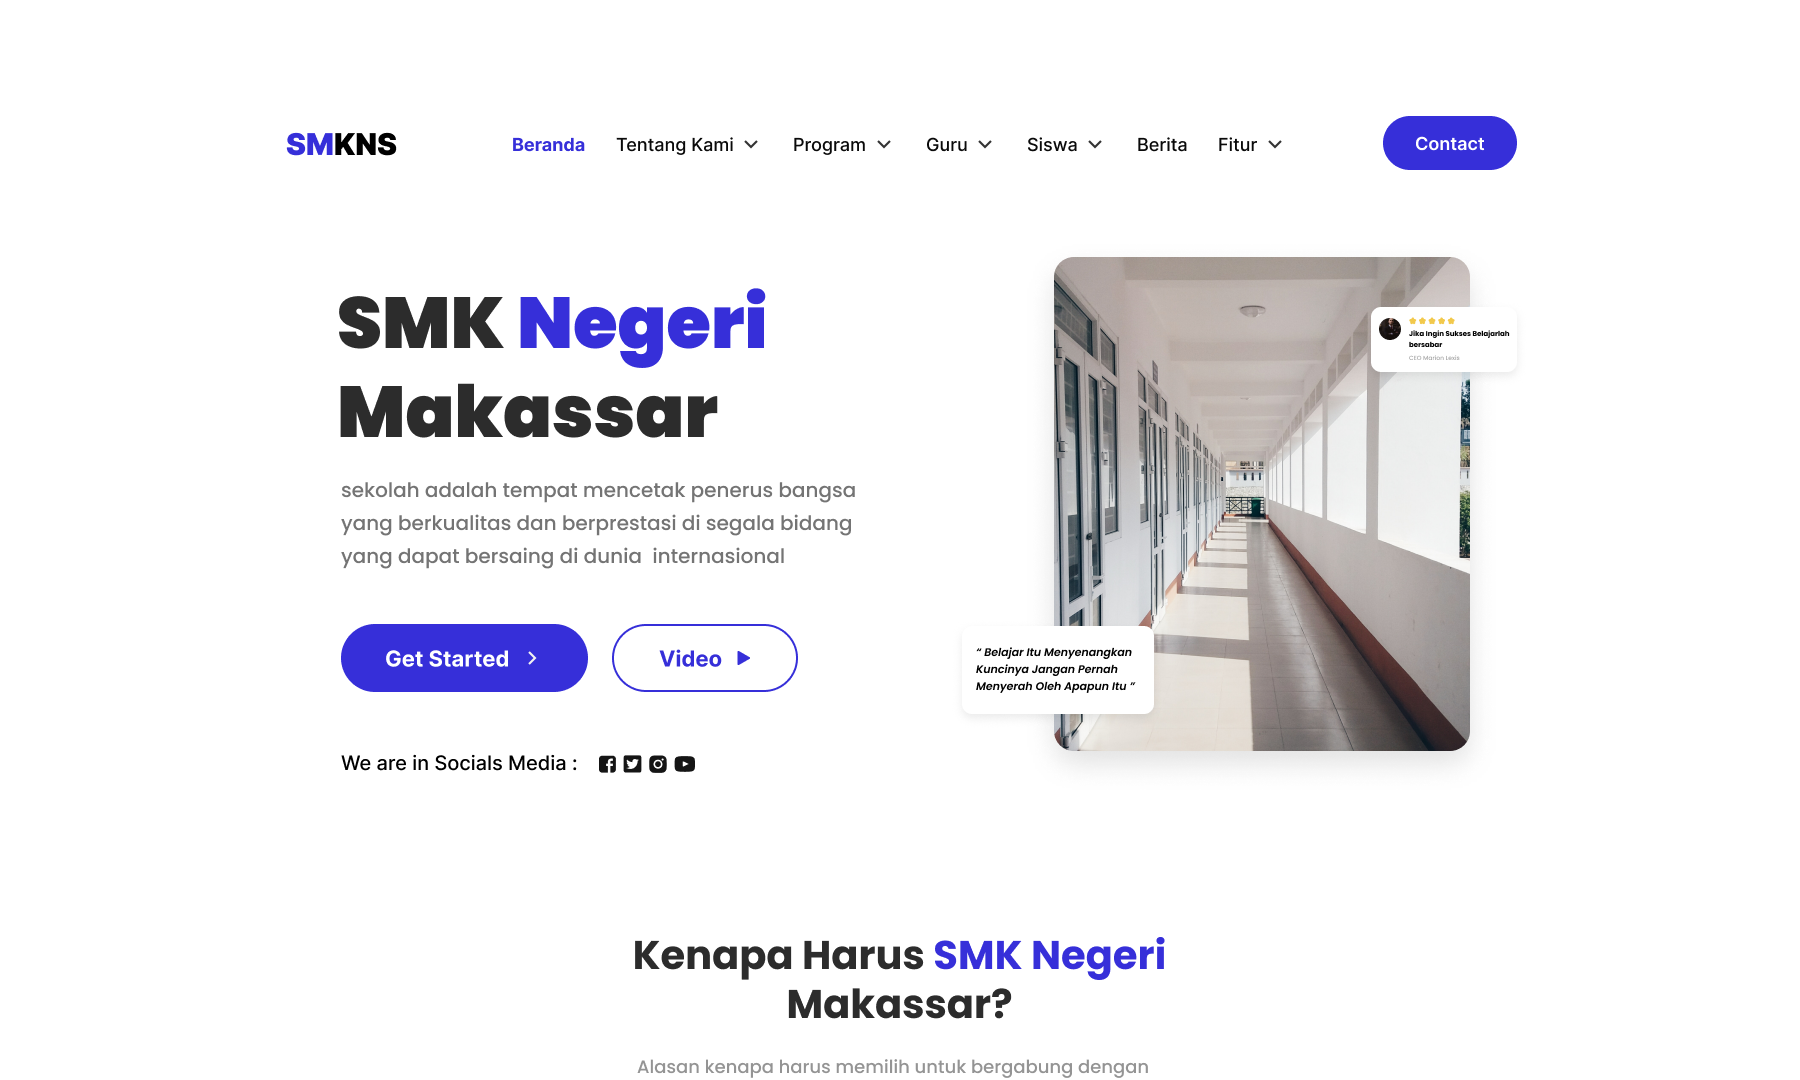 SMKNS
Beranda
Tentang Kami
Program
Guru
Siswa
Berita
Fitur
Contact
SMK Negeri
Makassar
sekolah adalah tempat mencetak penerus bangsa
yang berkualitas dan berprestasi di segala bidang
yang dapat bersaing di dunia  internasional
Get Started
Video
We are in Socials Media :
Jika Ingin Sukses Belajarlah
bersabar
CEO Marion Lexis
“ Belajar Itu Menyenangkan
Kuncinya Jangan Pernah
Menyerah Oleh Apapun Itu ”
Kenapa Harus SMK Negeri
Makassar?
Alasan kenapa harus memilih untuk bergabung dengan